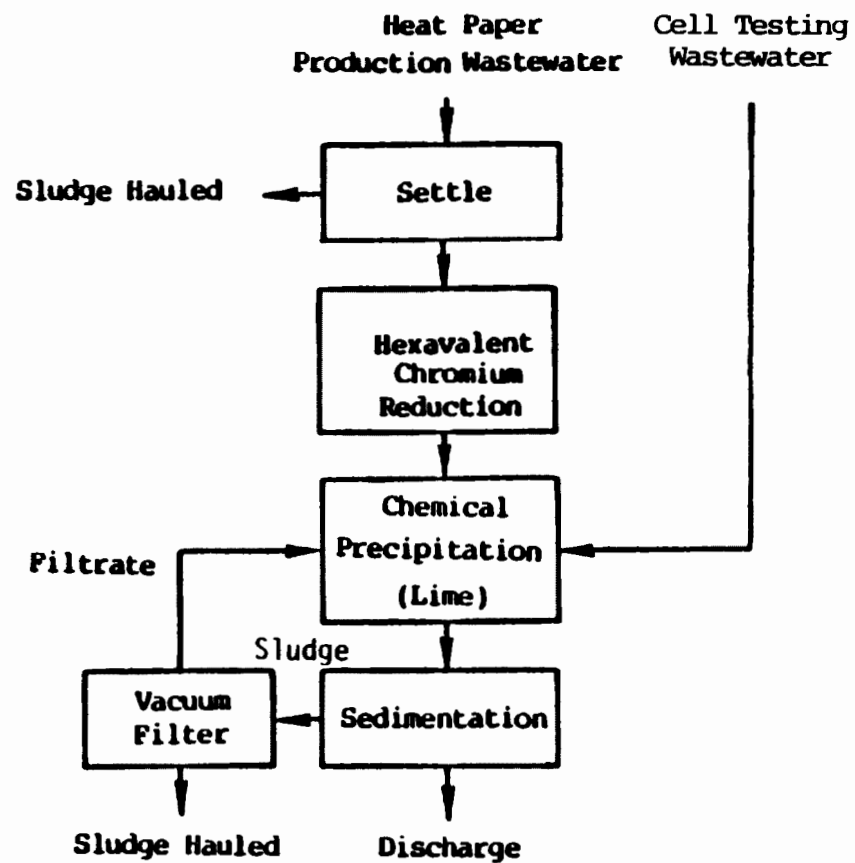 Heat Paper
Production Wastewater
Cell Testing
Wastewater
Sludge Hauled
Settle
Hexavalent
Chromium
Reduction
Chemical
Precipitation
(Lime)
Filtrate
Sludge
Vacuum
Filter
Sedimentation
Sludge Hauled
Discharge